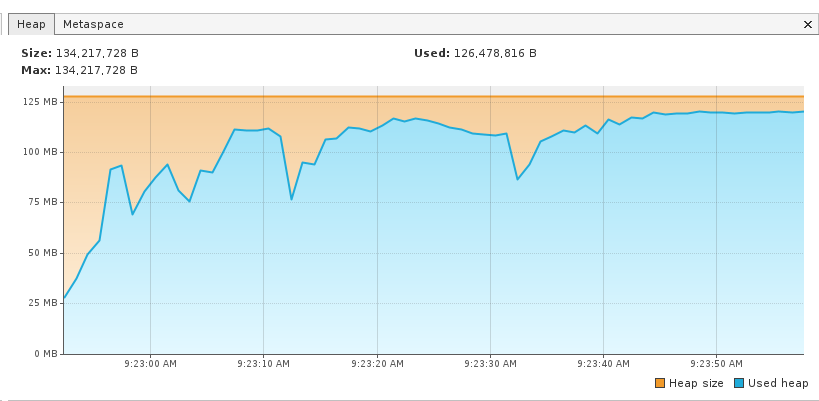 Heap Metaspace ×
Size: 134,217,728 B Used: 126,478,816 B
Max: 134,217,728 B
125 MB
100 MB
75 MB
50 MB
25 MB
0 MB
9:23:00 AM 9:23:10 AM 9:23:20 AM 9:23:30 AM 9:23:40 AM 9:23:50 AM
Heap size Used heap